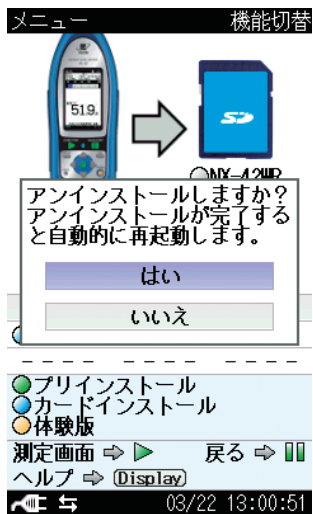 メニュー 機能切替
519.
SD
NX-42WR
アンインストールしますか?
アンインストールが完了する
と自動的に再起動します。
はい
いいえ
---- ---- ----
プリインストール
カードインストール
体験版
測定画面 ⇨ ▷ 戻る ⇨ ▯▯
ヘルプ ⇨ Display
03/22 13:00:51